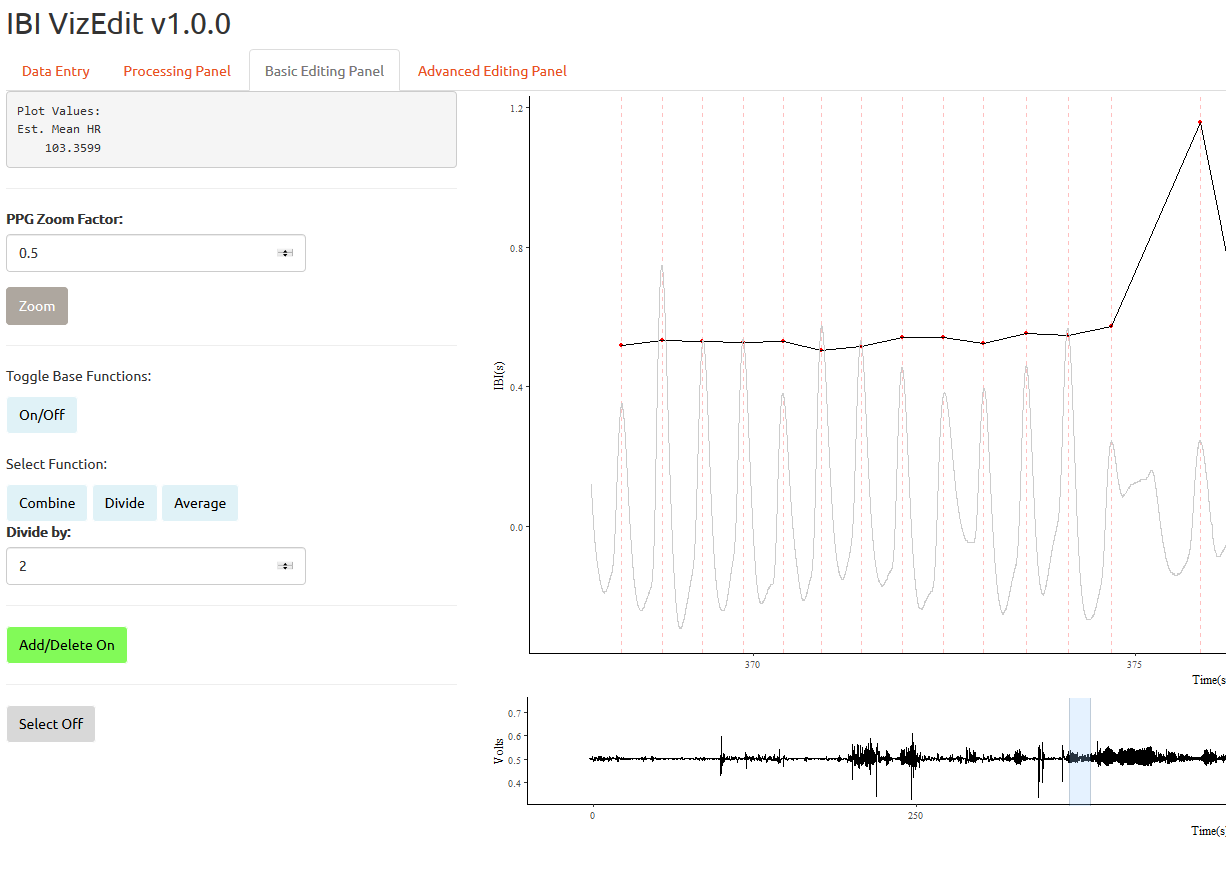 IBI VizEdit v1.0.0
Data Entry Processing Panel Basic Editing Panel Advanced Editing Panel
Plot Values:
Est. Mean HR
103.3599
PPG Zoom Factor:
0.5
Zoom
Toggle Base Functions:
On/Off
Select Function:
Combine Divide Average
Divide by:
2
Add/Delete On
Select Off
1.2
0.8
0.4
0.0
IBI(s)
370 375
Time(s
0.7
0.6
0.5
0.4
Volts
0 250
Time(s)